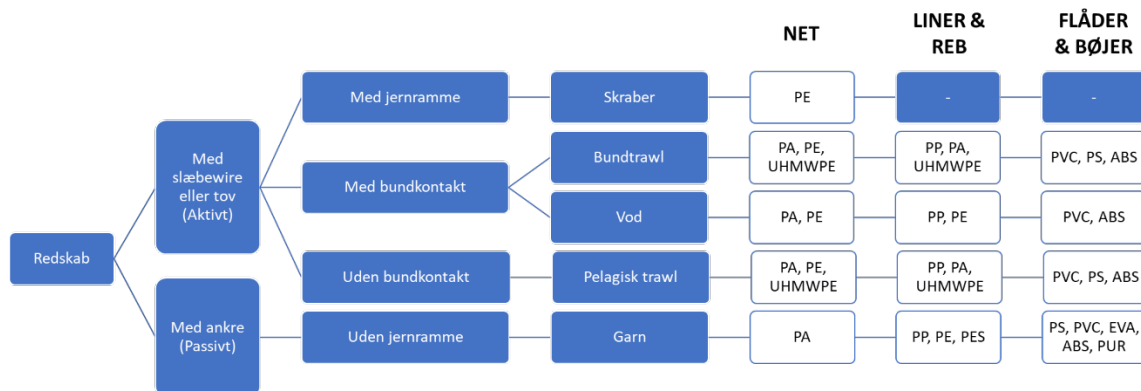 NET
LINER &
REB
FLÅDER
& BØJER
Med jernramme
Skraber
PE
-
-
Med
slæbewire
eller tov
(Aktivt)
Bundtrawl
PA, PE,
UHMWPE
PP, PA,
UHMWPE
PVC, PS, ABS
Med bundkontakt
Vod
PA, PE
PP, PE
PVC, ABS
Redskab
Uden bundkontakt
Pelagisk trawl
PA, PE,
UHMWPE
PP, PA,
UHMWPE
PVC, PS, ABS
Med ankre
(Passivt)
Uden jernramme
Garn
PA
PP, PE, PES
PS, PVC, EVA,
ABS, PUR